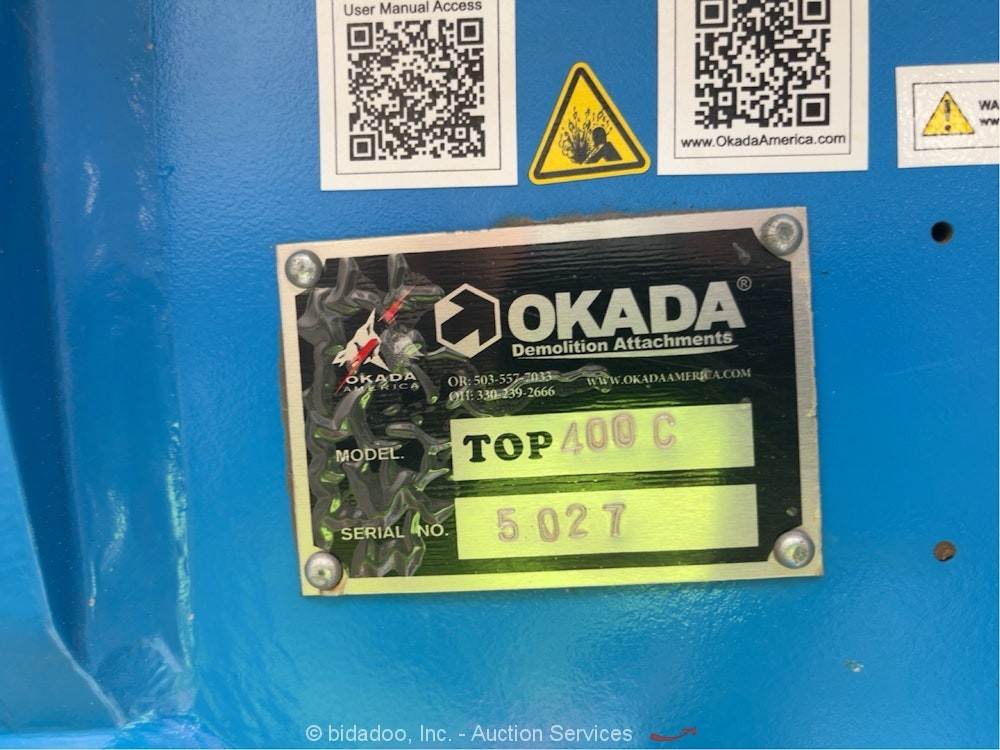 User Manual Access
www.OkadaAmerica.com
WA
OKADA®
Demolition Attachments
OKADA
AMERICA
OR: 503-557-7033
OH: 330-239-2666
WWW.OKADAAMERICA.COM
MODEL. TOP 400 C
SERIAL NO. 5027
© bidadoo, Inc. - Auction Services